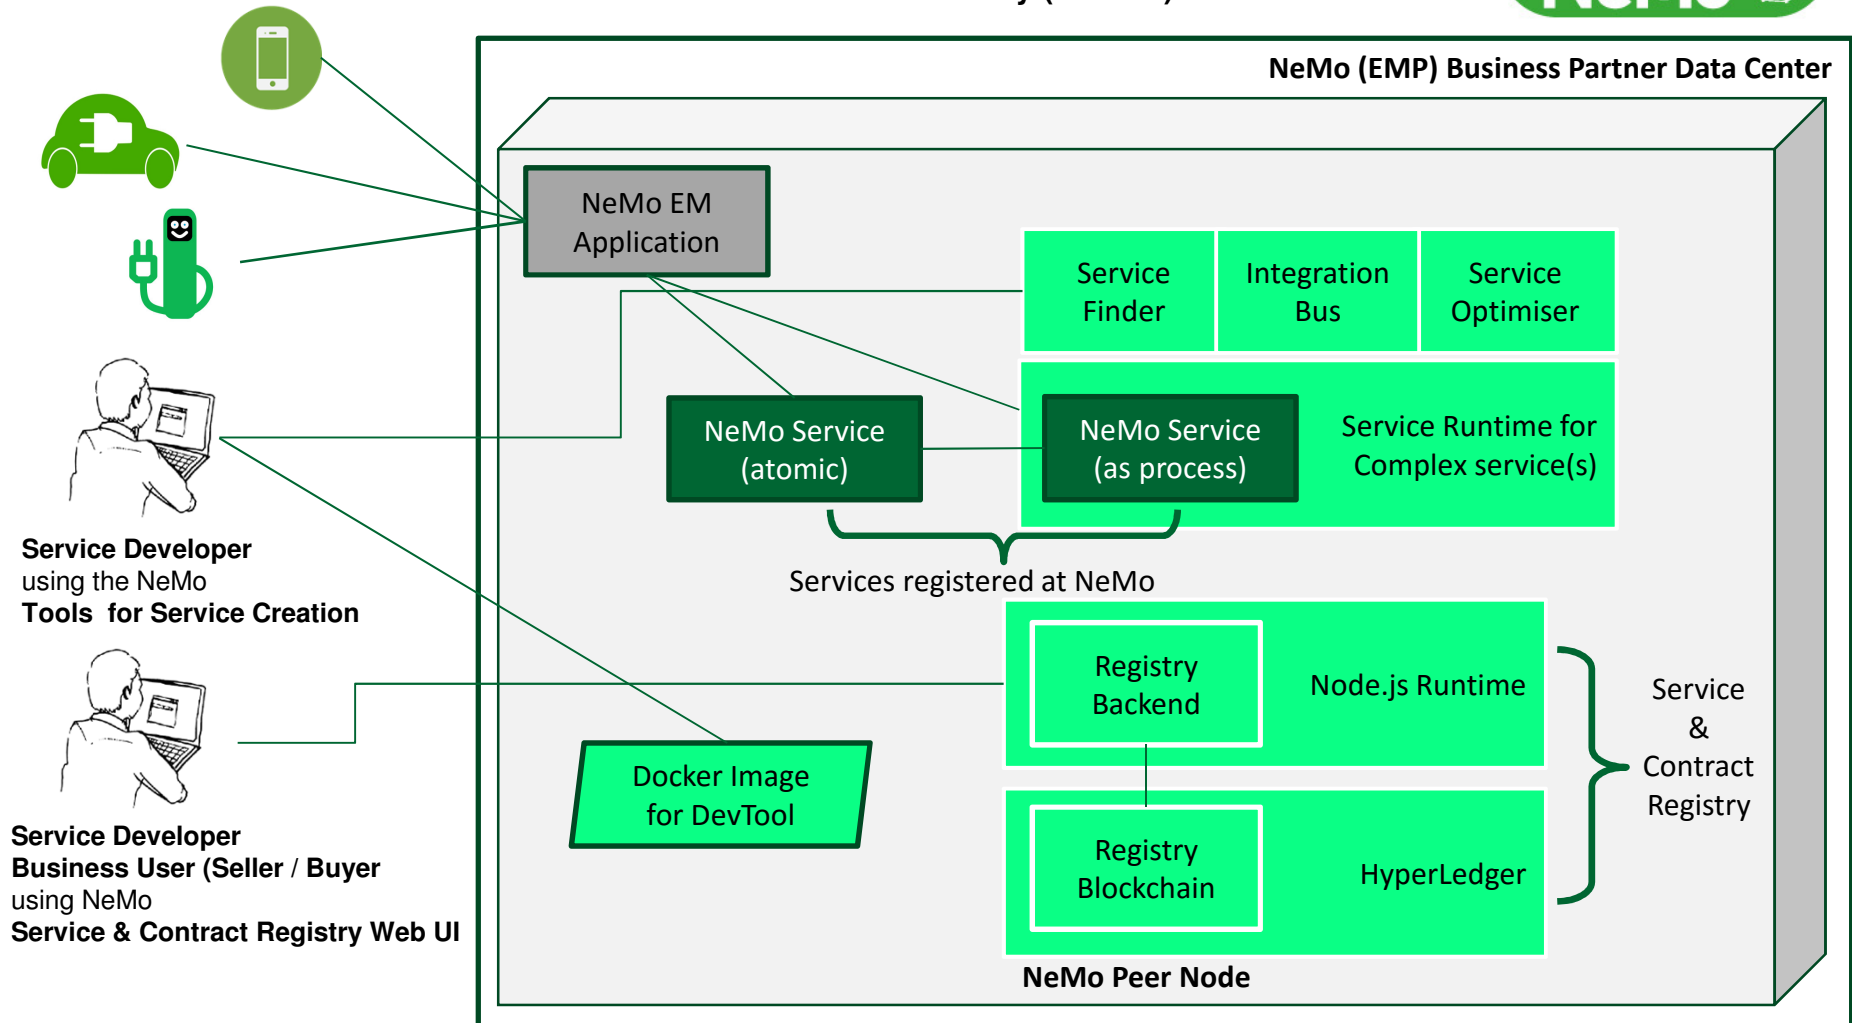 NeMo (EMP) Business Partner Data Center
NeMo EM
Application
Service
Finder
Integration
Bus
Service
Optimiser
NeMo Service
(atomic)
NeMo Service
(as process)
Service Runtime for
Complex service(s)
Services registered at NeMo
Service Developer
using the NeMo
Tools for Service Creation
Registry
Backend
Node.js Runtime
Service
&
Contract
Registry
Docker Image
for DevTool
Registry
Blockchain
HyperLedger
Service Developer
Business User (Seller / Buyer
using NeMo
Service & Contract Registry Web UI
NeMo Peer Node